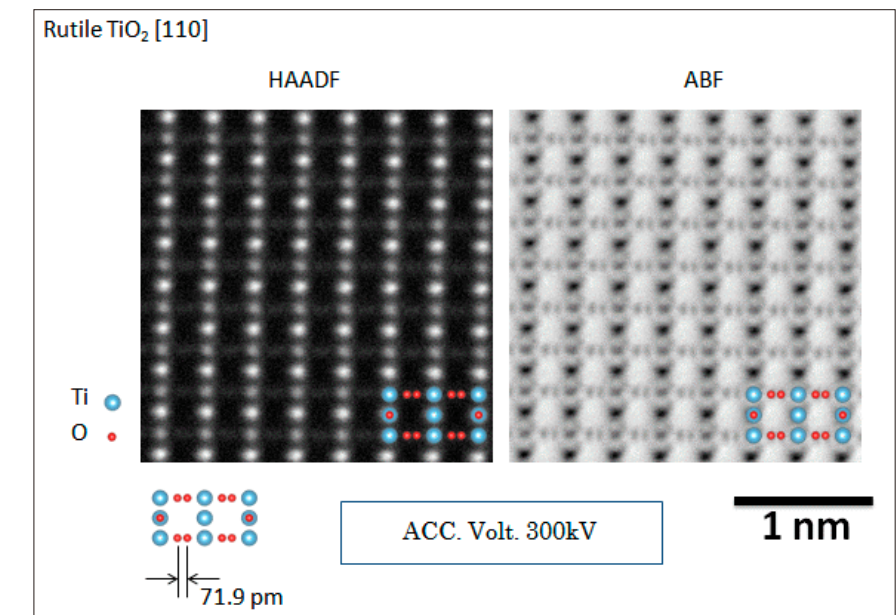 Rutile TiO₂ [110]
HAADF
ABF
Ti
O
ACC. Volt. 300kV
1 nm
71.9 pm